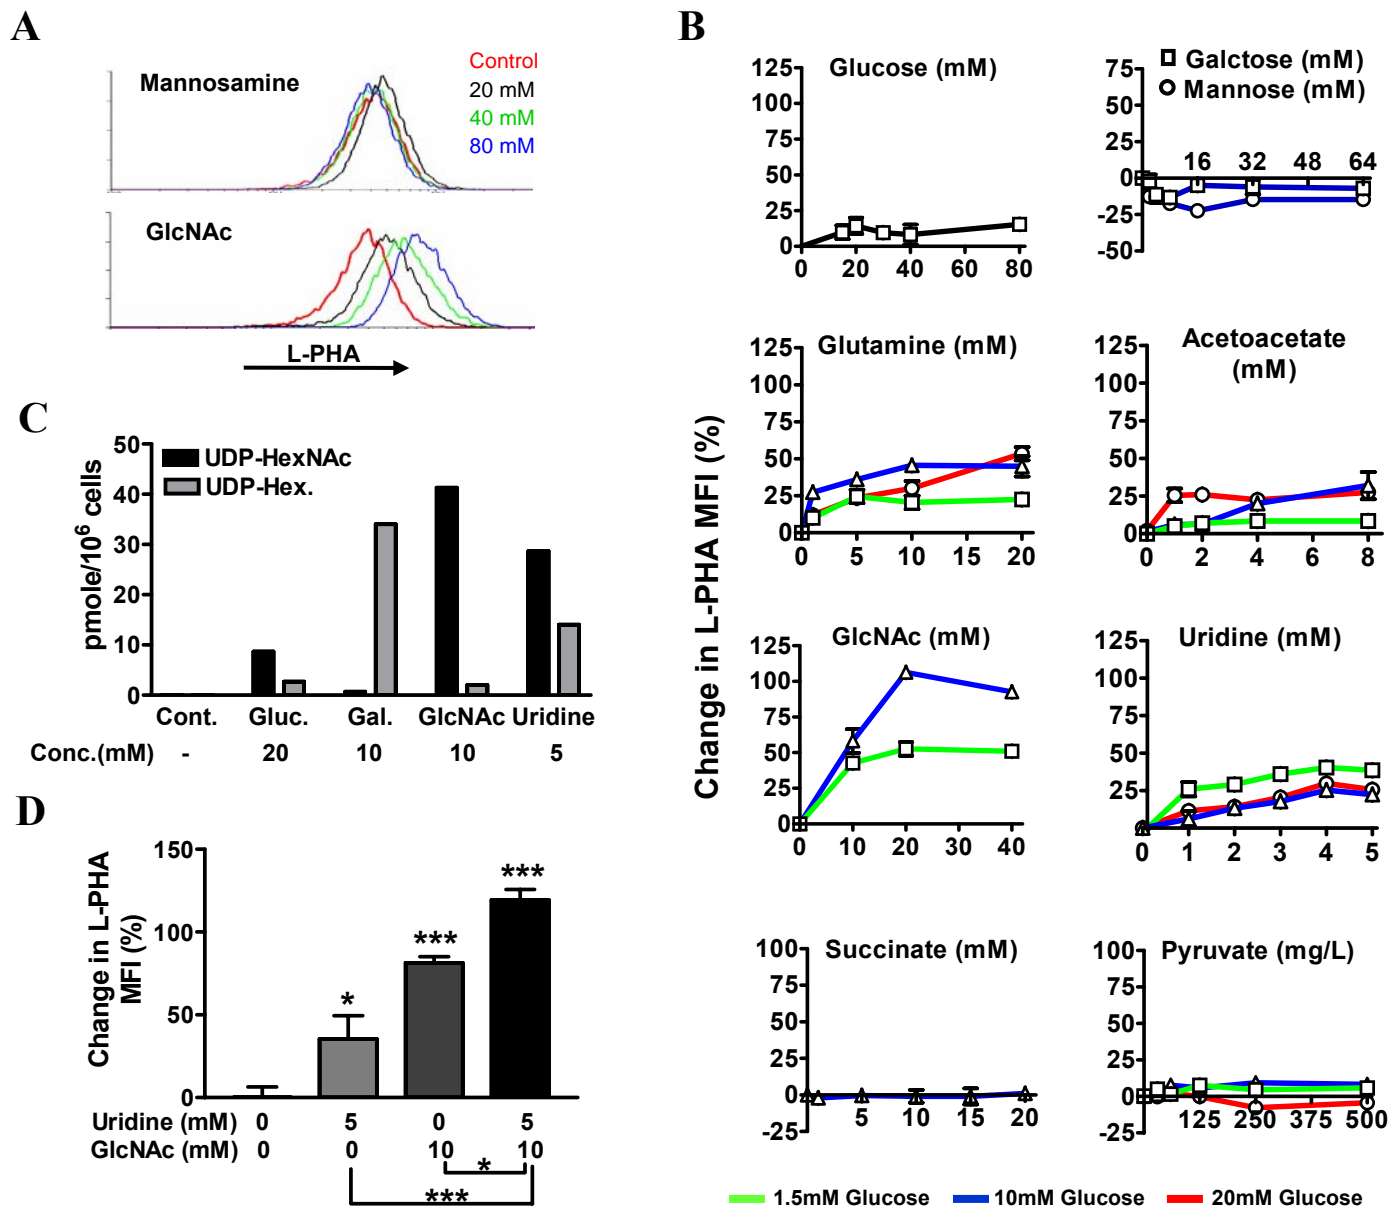 A
Mannosamine
Control
20 mM
40 mM
80 mM
GlcNAc
L-PHA
B
Change in L-PHA MFI (%)
Glucose (mM)
125
100
75
50
25
0
0 20 40 60 80
Galctose (mM)
Mannose (mM)
75
50
25
0
-25
-50
16 32 48 64
Glutamine (mM)
125
100
75
50
25
0
0 5 10 15 20
Acetoacetate
(mM)
125
100
75
50
25
0
0 2 4 6 8
GlcNAc (mM)
125
100
75
50
25
0
0 10 20 30 40
Uridine (mM)
125
100
75
50
25
0 1 2 3 4 5
Succinate (mM)
100
75
50
25
0
-25
5 10 15 20
Pyruvate (mg/L)
100
75
50
25
0
-25
125 250 375 500
1.5mM Glucose 10mM Glucose 20mM Glucose
C
pmole/10⁶ cells
50
40
30
20
10
0
UDP-HexNAc
UDP-Hex.
Cont. Gluc. Gal. GlcNAc Uridine
Conc.(mM) - 20 10 10 5
D
Change in L-PHA
MFI (%)
150
100
50
0
* *** ***
Uridine (mM) 0 5 0 5
GlcNAc (mM) 0 0 10 10
*
***